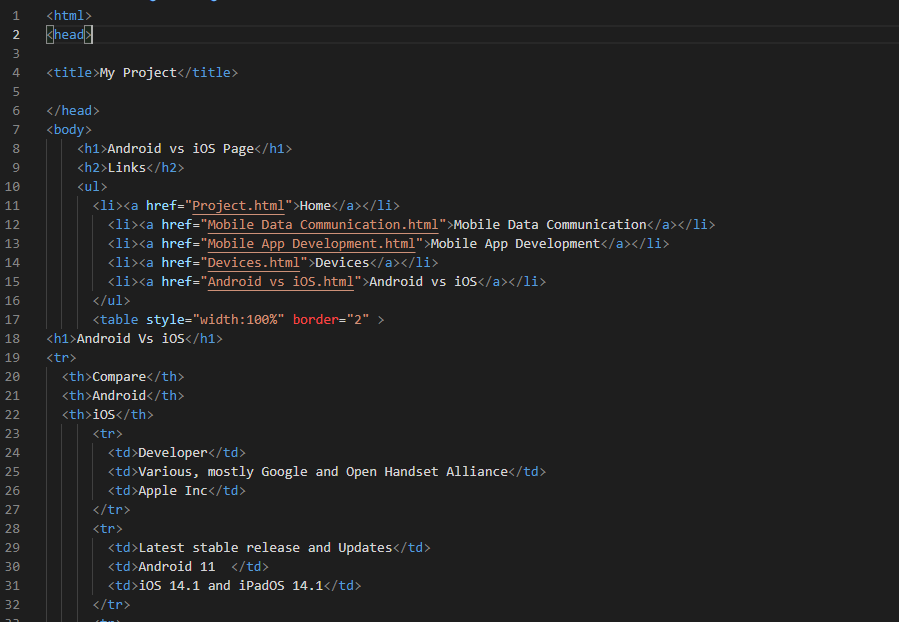 1 <html>
2 <head>
3
4 <title>My Project</title>
5
6 </head>
7 <body>
8 <h1>Android vs iOS Page</h1>
9 <h2>Links</h2>
10 <ul>
11 <li><a href="Project.html">Home</a></li>
12 <li><a href="Mobile Data Communication.html">Mobile Data Communication</a></li>
13 <li><a href="Mobile App Development.html">Mobile App Development</a></li>
14 <li><a href="Devices.html">Devices</a></li>
15 <li><a href="Android vs iOS.html">Android vs iOS</a></li>
16 </ul>
17 <table style="width:100%" border="2" >
18 <h1>Android Vs iOS</h1>
19 <tr>
20 <th>Compare</th>
21 <th>Android</th>
22 <th>iOS</th>
23 <tr>
24 <td>Developer</td>
25 <td>Various, mostly Google and Open Handset Alliance</td>
26 <td>Apple Inc</td>
27 </tr>
28 <tr>
29 <td>Latest stable release and Updates</td>
30 <td>Android 11  </td>
31 <td>iOS 14.1 and iPadOS 14.1</td>
32 </tr>